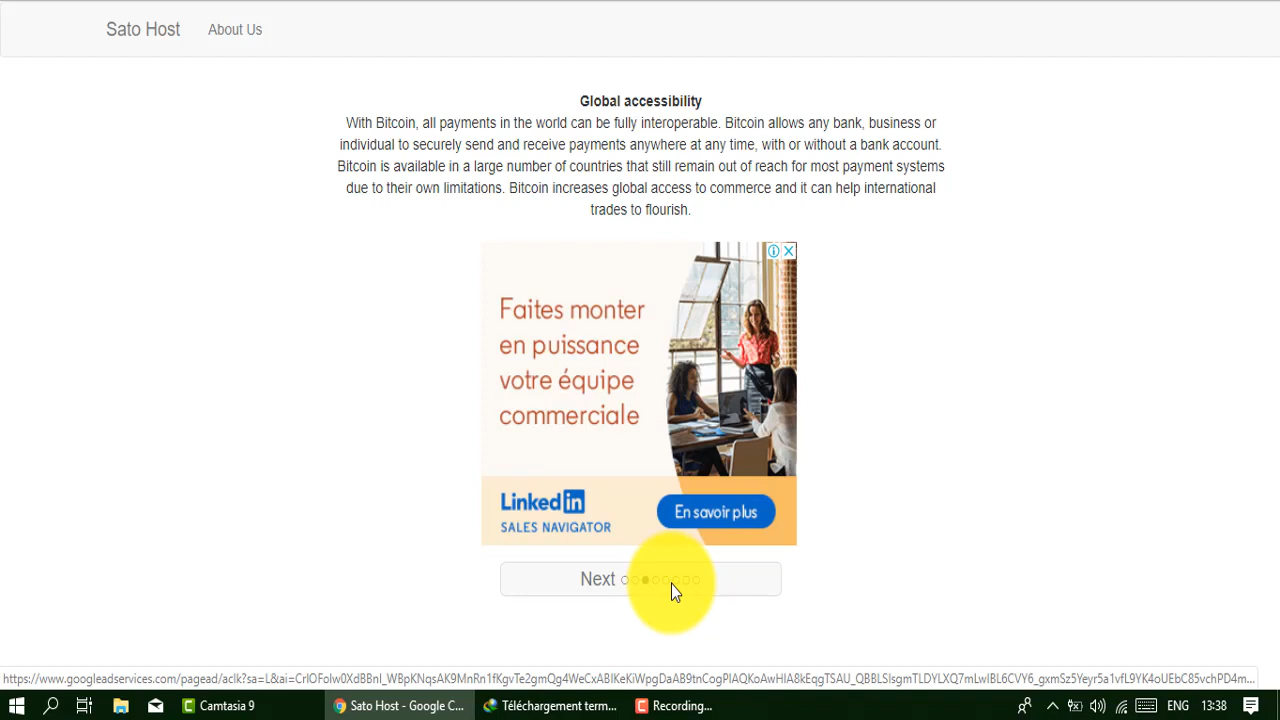 Sato Host About Us
Global accessibility
With Bitcoin, all payments in the world can be fully interoperable. Bitcoin allows any bank, business or
individual to securely send and receive payments anywhere at any time, with or without a bank account.
Bitcoin is available in a large number of countries that still remain out of reach for most payment systems
due to their own limitations. Bitcoin increases global access to commerce and it can help international
trades to flourish.
Faites monter
en puissance
votre équipe
commerciale
Linked in
SALES NAVIGATOR
En savoir plus
Next
Camtasia 9
Sato Host - Google C...
Téléchargement term...
Recording...
ENG
13:38